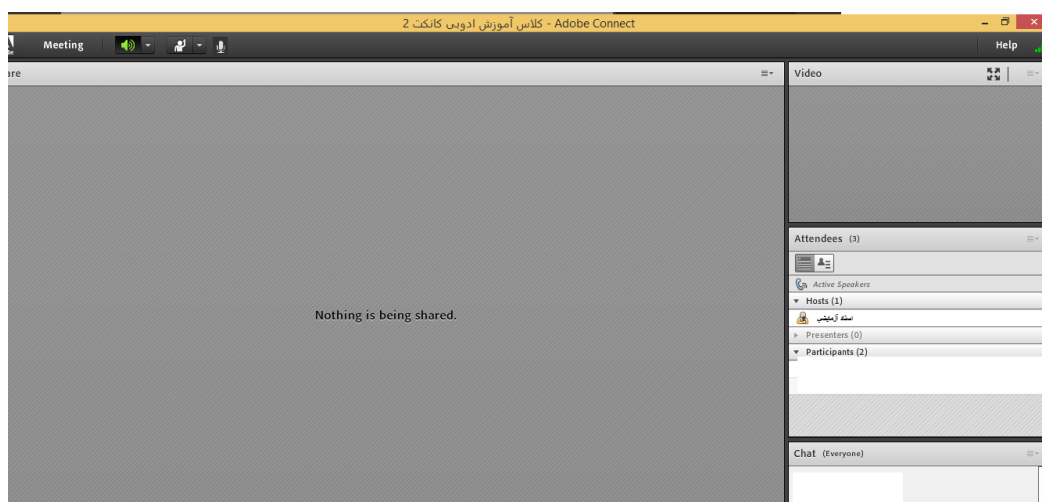 کلاس آموزش ادوبی کانکت 2 - Adobe Connect
Meeting
Help
are
Video
Nothing is being shared.
Attendees (3)
Active Speakers
Hosts (1)
استاد آزمایشی
Presenters (0)
Participants (2)
Chat (Everyone)